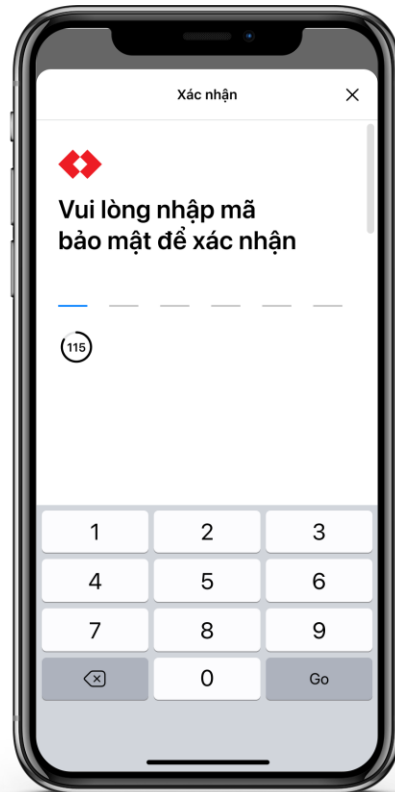 Xác nhận
Vui lòng nhập mã
bảo mật để xác nhận
115
1 2 3
4 5 6
7 8 9
0 Go